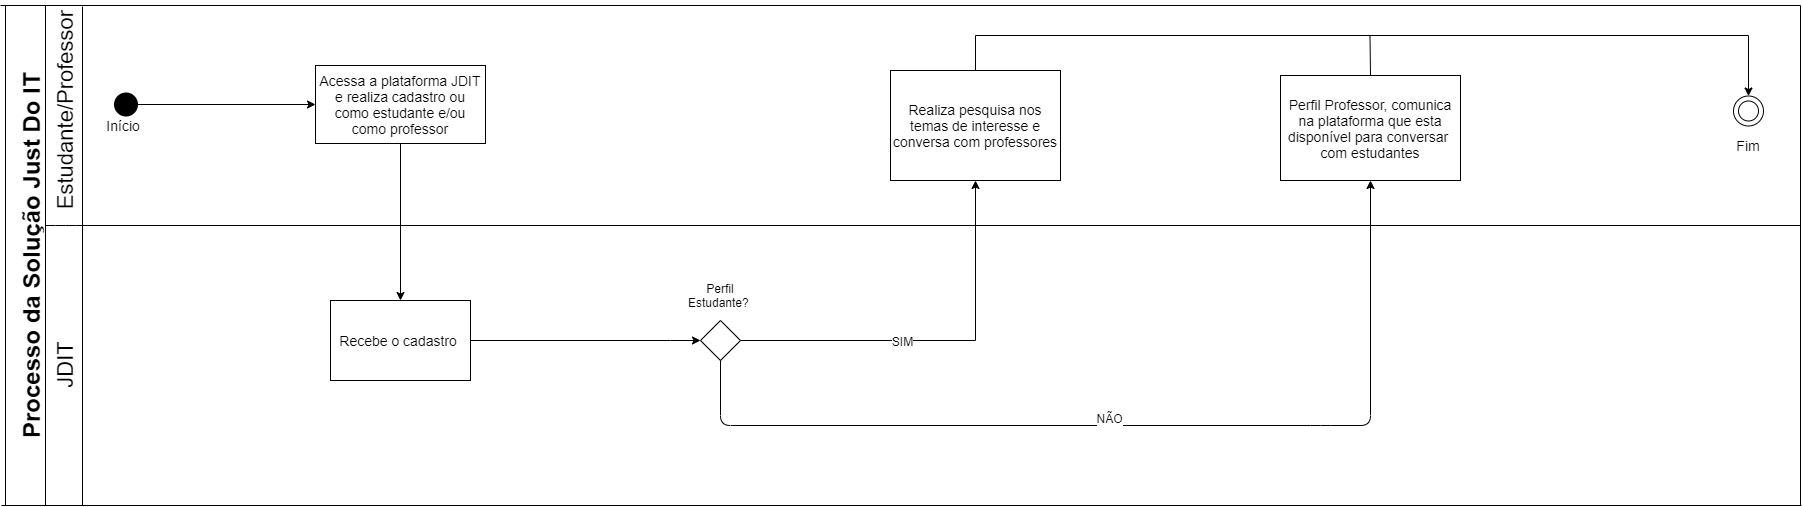 Processo da Solução Just Do IT
Estudante/Professor
Início
Acessa a plataforma JDIT
e realiza cadastro ou
como estudante e/ou
como professor
Realiza pesquisa nos
temas de interesse e
conversa com professores
Perfil Professor, comunica
na plataforma que esta
disponível para conversar
com estudantes
Fim
JDIT
Recebe o cadastro
Perfil
Estudante?
SIM
NÃO